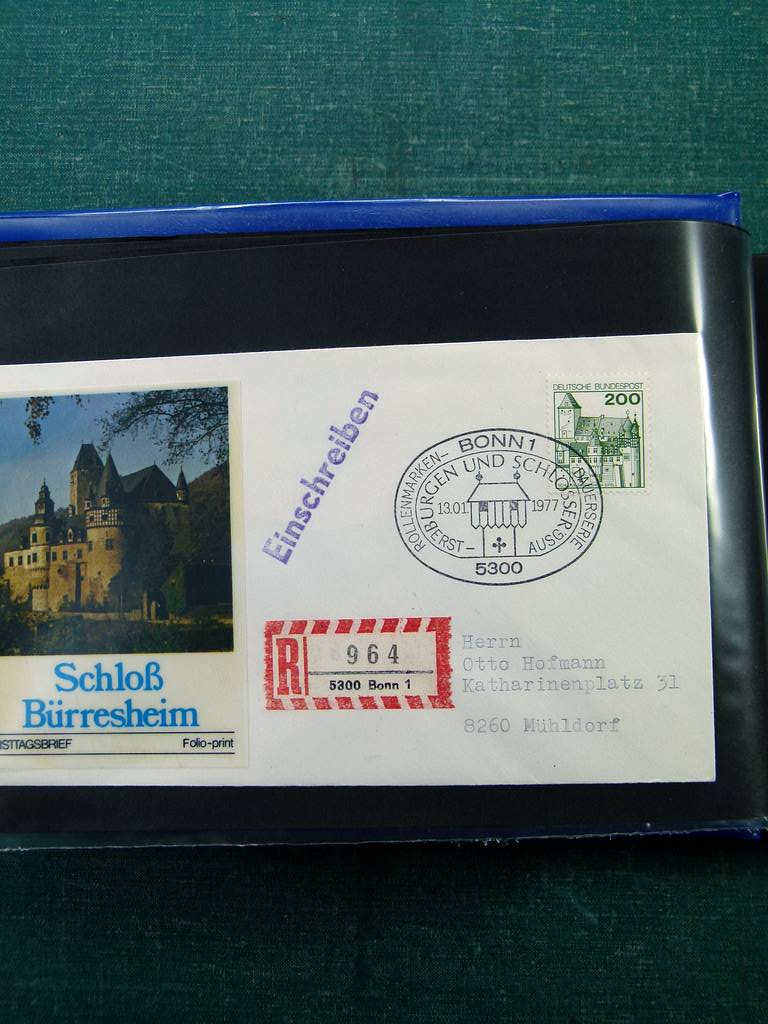 Schloß
Bürresheim
STTAGSBRIEF Folio-print
Einschreiben
DEUTSCHE BUNDESPOST
200
BONN 1
ROLLENMARKEN-
DAUERSERIE
BURGEN UND SCHLÖSSER
13.01 1977
ERST-
AUSGABE
5300
R 964
5300 Bonn 1
Herrn
Otto Hofmann
Katharinenplatz 31
8260 Mühldorf